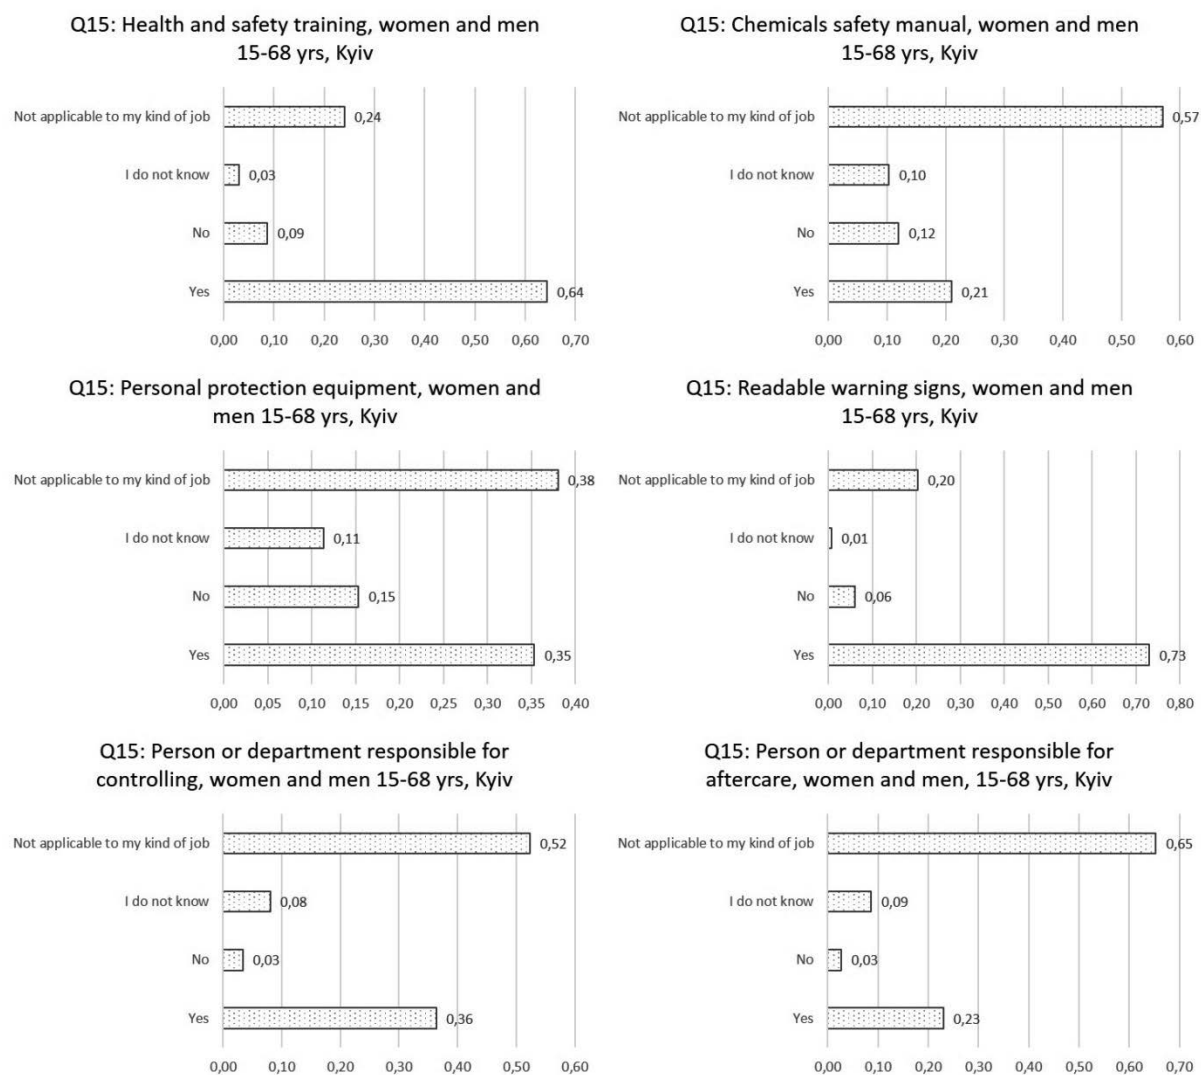 Q15: Health and safety training, women and men
15-68 yrs, Kyiv
Not applicable to my kind of job
0,24
I do not know
0,03
No
0,09
Yes
0,64
0,00 0,10 0,20 0,30 0,40 0,50 0,60 0,70
Q15: Chemicals safety manual, women and men
15-68 yrs, Kyiv
Not applicable to my kind of job
0,57
I do not know
0,10
No
0,12
Yes
0,21
0,00 0,10 0,20 0,30 0,40 0,50 0,60
Q15: Personal protection equipment, women and
men 15-68 yrs, Kyiv
Not applicable to my kind of job
0,38
I do not know
0,11
No
0,15
Yes
0,35
0,00 0,05 0,10 0,15 0,20 0,25 0,30 0,35 0,40
Q15: Readable warning signs, women and men
15-68 yrs, Kyiv
Not applicable to my kind of job
0,20
I do not know
0,01
No
0,06
Yes
0,73
0,00 0,10 0,20 0,30 0,40 0,50 0,60 0,70 0,80
Q15: Person or department responsible for
controlling, women and men 15-68 yrs, Kyiv
Not applicable to my kind of job
0,52
I do not know
0,08
No
0,03
Yes
0,36
0,00 0,10 0,20 0,30 0,40 0,50 0,60
Q15: Person or department responsible for
aftercare, women and men, 15-68 yrs, Kyiv
Not applicable to my kind of job
0,65
I do not know
0,09
No
0,03
Yes
0,23
0,00 0,10 0,20 0,30 0,40 0,50 0,60 0,70